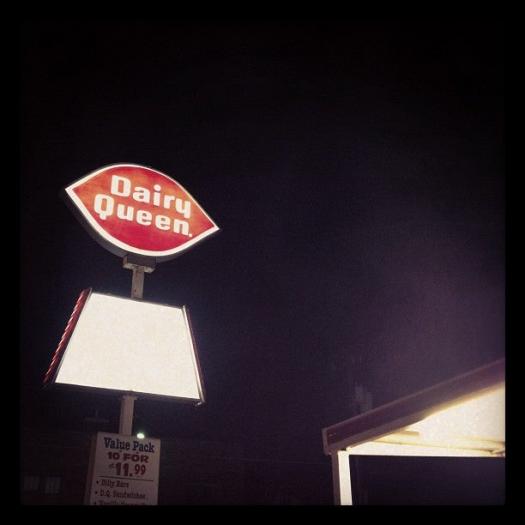 Dairy
Queen.
Value Pack
10 FOR
$11.99
• Dilly Bars
• D.Q. Sandwiches